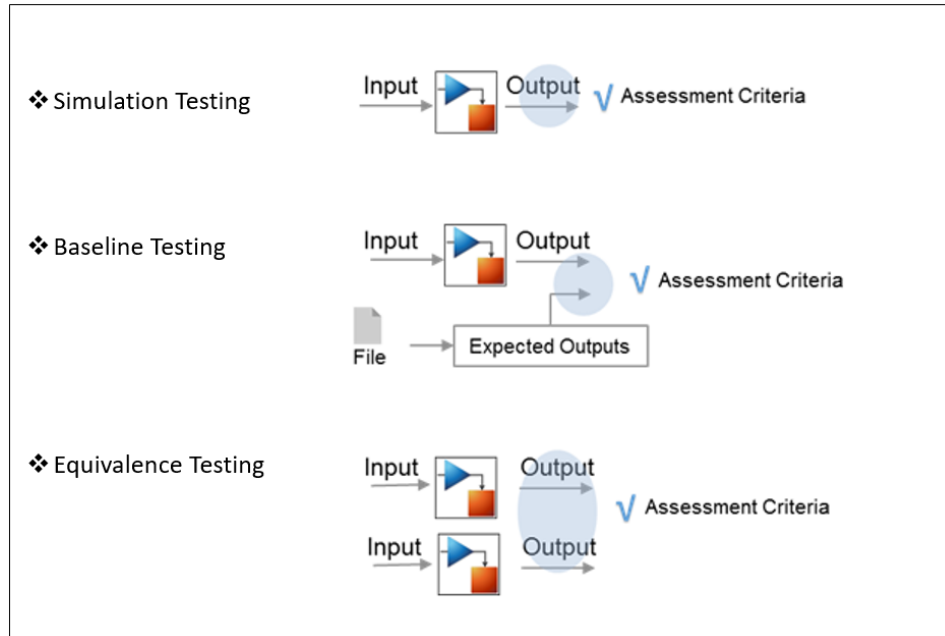 ❖ Simulation Testing
Input
Output
√ Assessment Criteria
❖ Baseline Testing
Input
Output
√ Assessment Criteria
File
Expected Outputs
❖ Equivalence Testing
Input
Output
√ Assessment Criteria
Input
Output